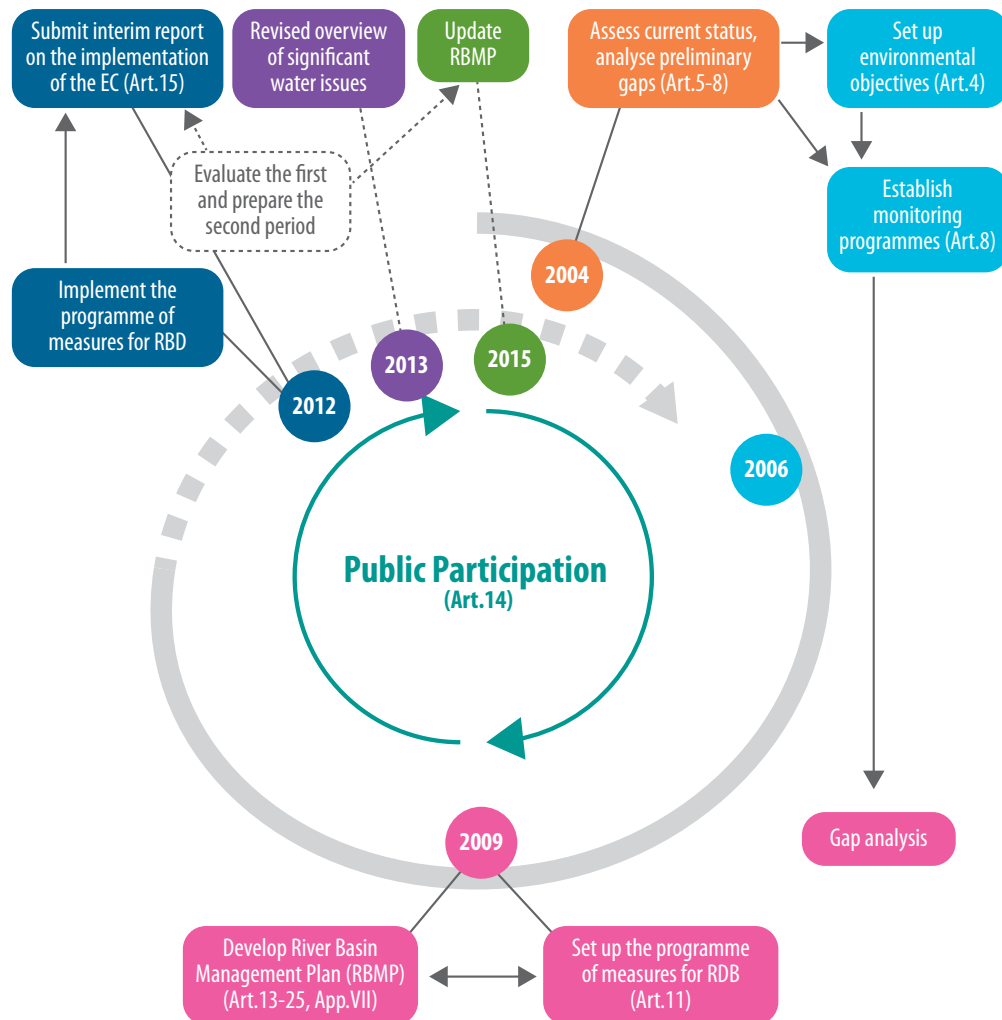 Submit interim report
on the implementation
of the EC (Art.15)
Revised overview
of significant
water issues
Update
RBMP
Assess current status,
analyse preliminary
gaps (Art.5-8)
Set up
environmental
objectives (Art.4)
Evaluate the first
and prepare the
second period
Establish
monitoring
programmes (Art.8)
Implement the
programme of
measures for RBD
2004
2013
2015
2012
2006
Public Participation
(Art.14)
2009
Gap analysis
Develop River Basin
Management Plan (RBMP)
(Art.13-25, App.VII)
Set up the programme
of measures for RDB
(Art.11)